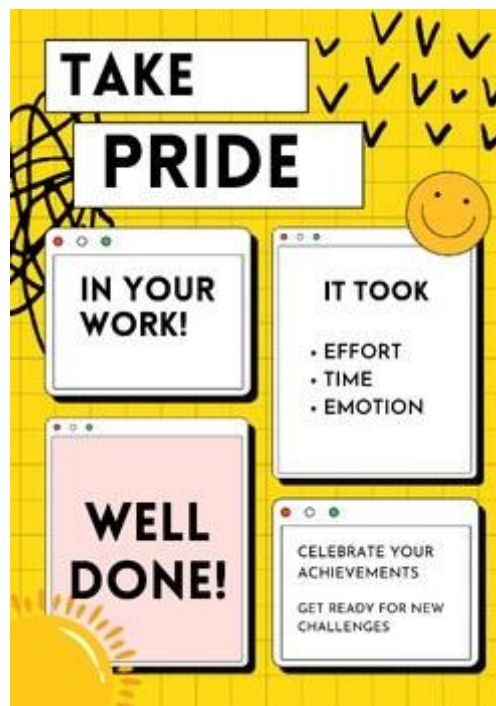 TAKE
PRIDE
IN YOUR
WORK!
IT TOOK
• EFFORT
• TIME
• EMOTION
WELL
DONE!
CELEBRATE YOUR
ACHIEVEMENTS
GET READY FOR NEW
CHALLENGES